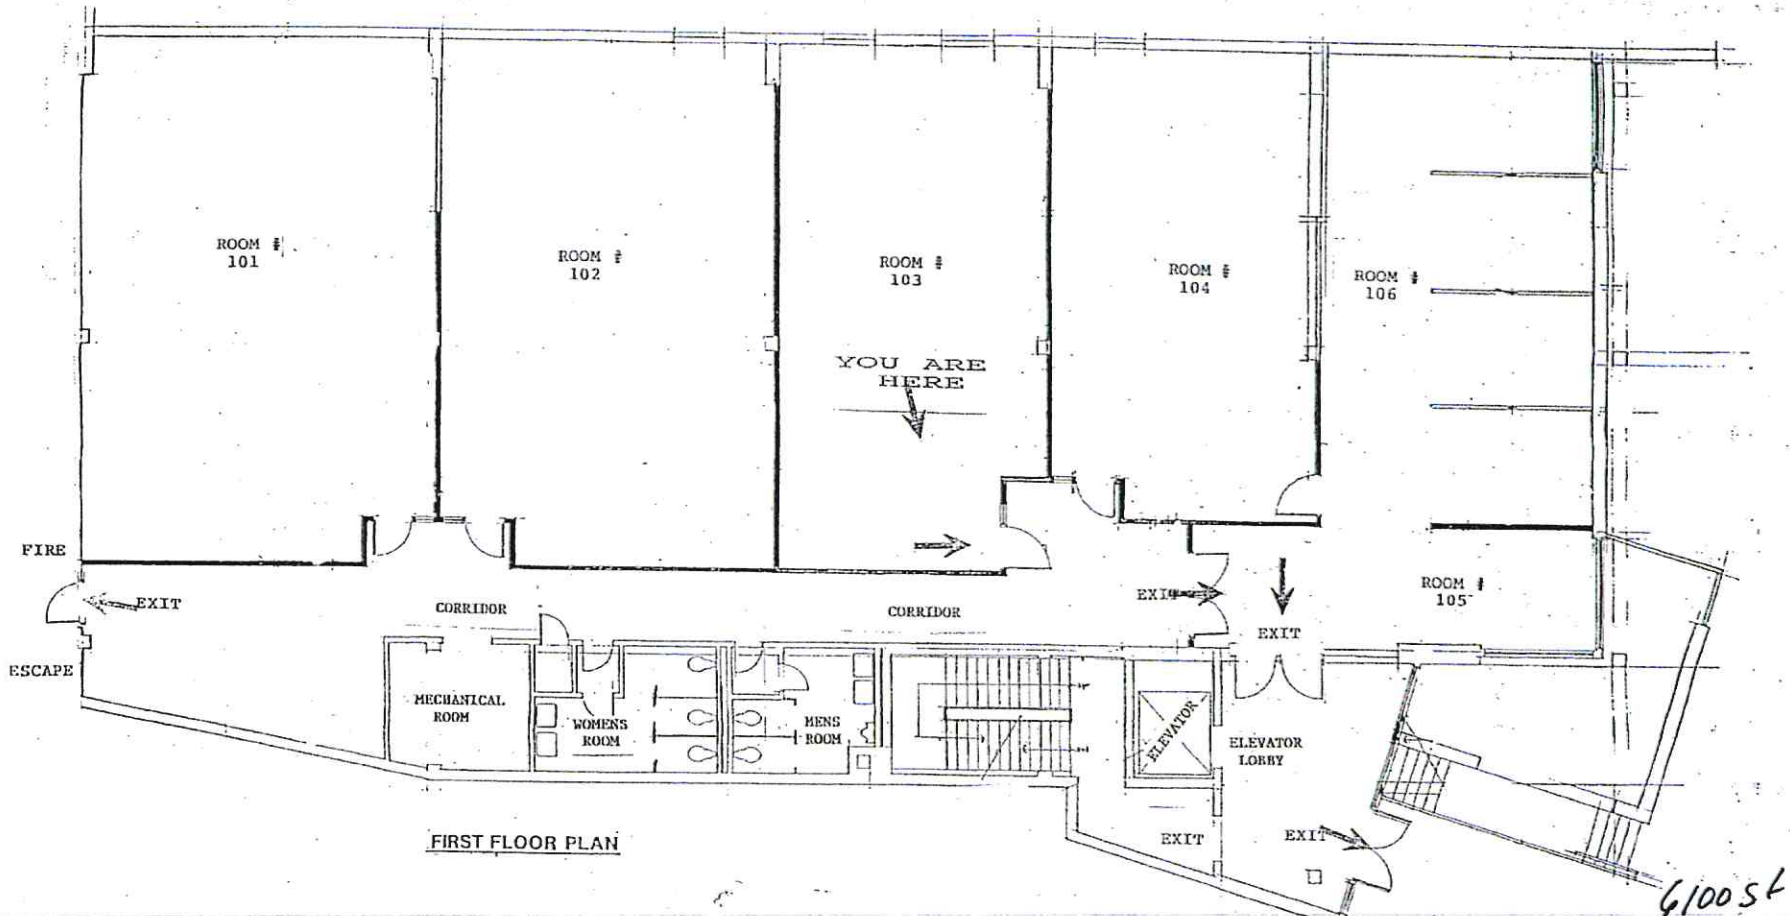 ROOM #
101
ROOM #
102
ROOM #
103
ROOM #
104
ROOM #
106
YOU ARE
HERE
FIRE
EXIT
ESCAPE
CORRIDOR
CORRIDOR
EXIT
EXIT
ROOM #
105
MECHANICAL
ROOM
WOMENS
ROOM
MENS
ROOM
ELEVATOR
ELEVATOR
LOBBY
EXIT
EXIT
FIRST FLOOR PLAN
6100 sf